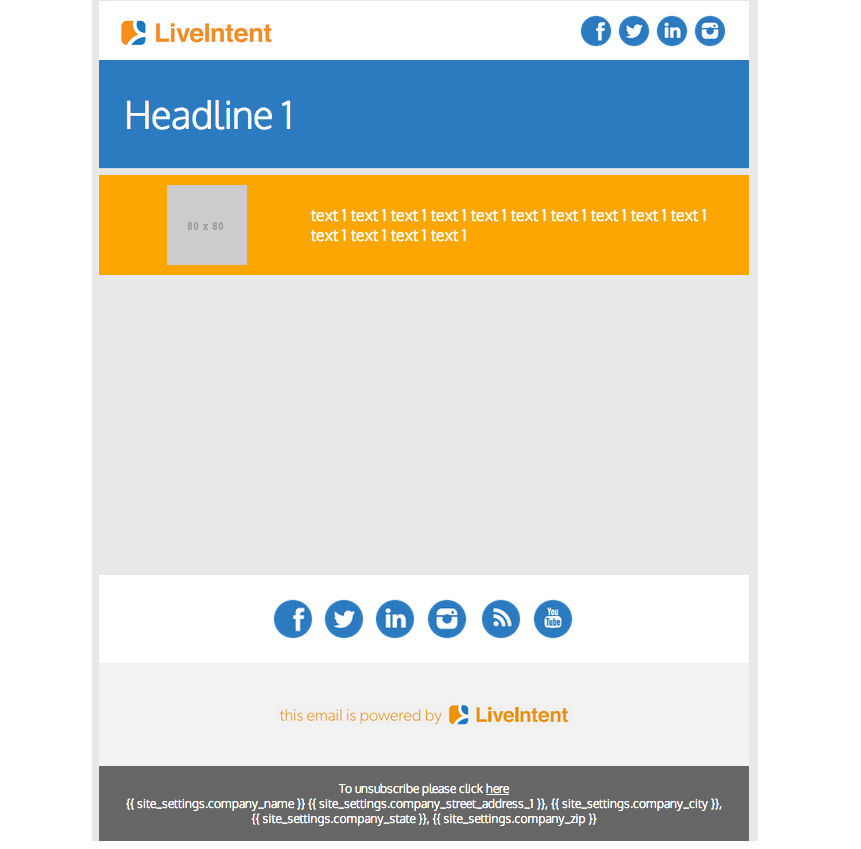 LiveIntent
Headline 1
80 x 80
text 1 text 1 text 1 text 1 text 1 text 1 text 1 text 1 text 1 text 1
text 1 text 1 text 1 text 1
You
Tube
this email is powered by LiveIntent
To unsubscribe please click here
{{ site_settings.company_name }} {{ site_settings.company_street_address_1 }}, {{ site_settings.company_city }},
{{ site_settings.company_state }}, {{ site_settings.company_zip }}